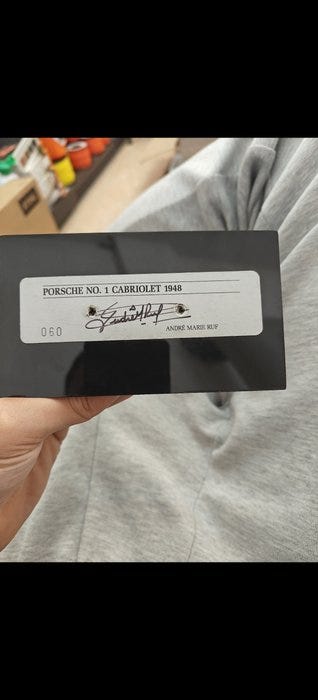 PORSCHE NO. 1 CABRIOLET 1948
060
ANDRÉ MARIE RUF